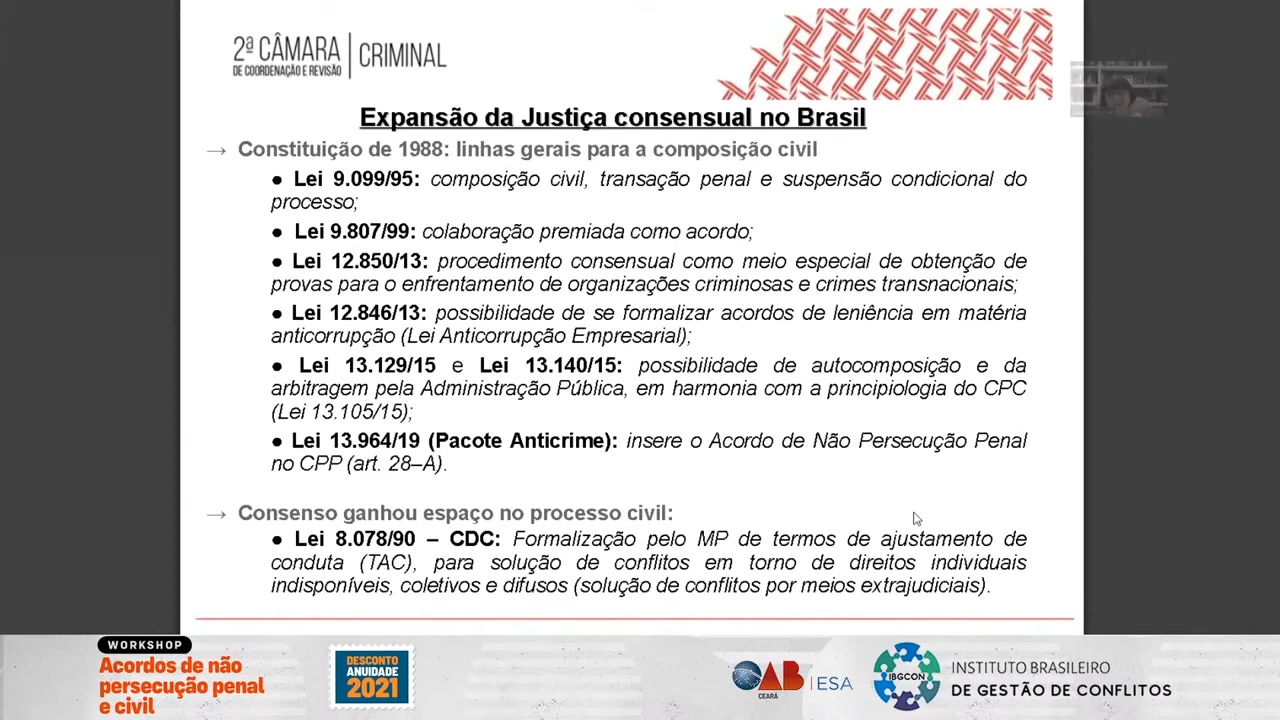 2ª CÂMARA
DE COORDENAÇÃO E REVISÃO
CRIMINAL
Expansão da Justiça consensual no Brasil
→ Constituição de 1988: linhas gerais para a composição civil
● Lei 9.099/95: composição civil, transação penal e suspensão condicional do
processo;
● Lei 9.807/99: colaboração premiada como acordo;
● Lei 12.850/13: procedimento consensual como meio especial de obtenção de
provas para o enfrentamento de organizações criminosas e crimes transnacionais;
● Lei 12.846/13: possibilidade de se formalizar acordos de leniência em matéria
anticorrupção (Lei Anticorrupção Empresarial);
● Lei 13.129/15 e Lei 13.140/15: possibilidade de autocomposição e da
arbitragem pela Administração Pública, em harmonia com a principiologia do CPC
(Lei 13.105/15);
● Lei 13.964/19 (Pacote Anticrime): insere o Acordo de Não Persecução Penal
no CPP (art. 28–A).
→ Consenso ganhou espaço no processo civil:
● Lei 8.078/90 – CDC: Formalização pelo MP de termos de ajustamento de
conduta (TAC), para solução de conflitos em torno de direitos individuais
indisponíveis, coletivos e difusos (solução de conflitos por meios extrajudiciais).
WORKSHOP
Acordos de não
persecução penal
e civil
DESCONTO
ANUIDADE
2021
OAB
CEARÁ
ESA
IBGCON
INSTITUTO BRASILEIRO
DE GESTÃO DE CONFLITOS